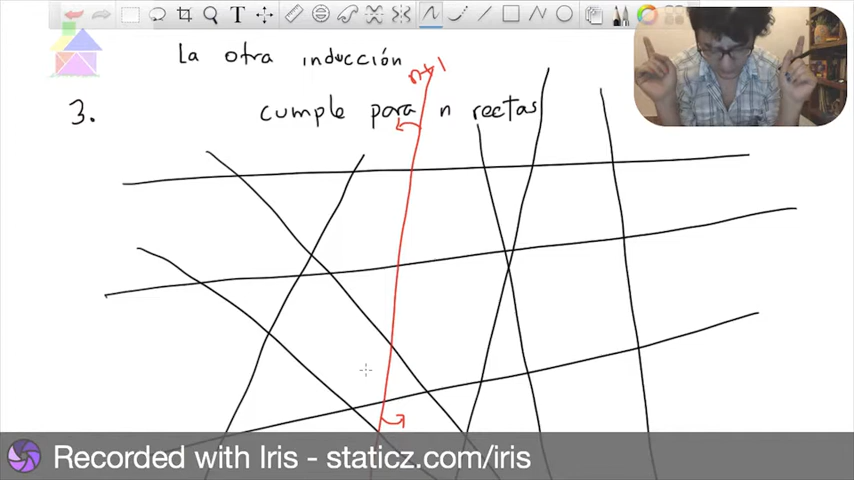 La otra inducción
n+1
3. cumple para n rectas
Recorded with Iris - staticz.com/iris